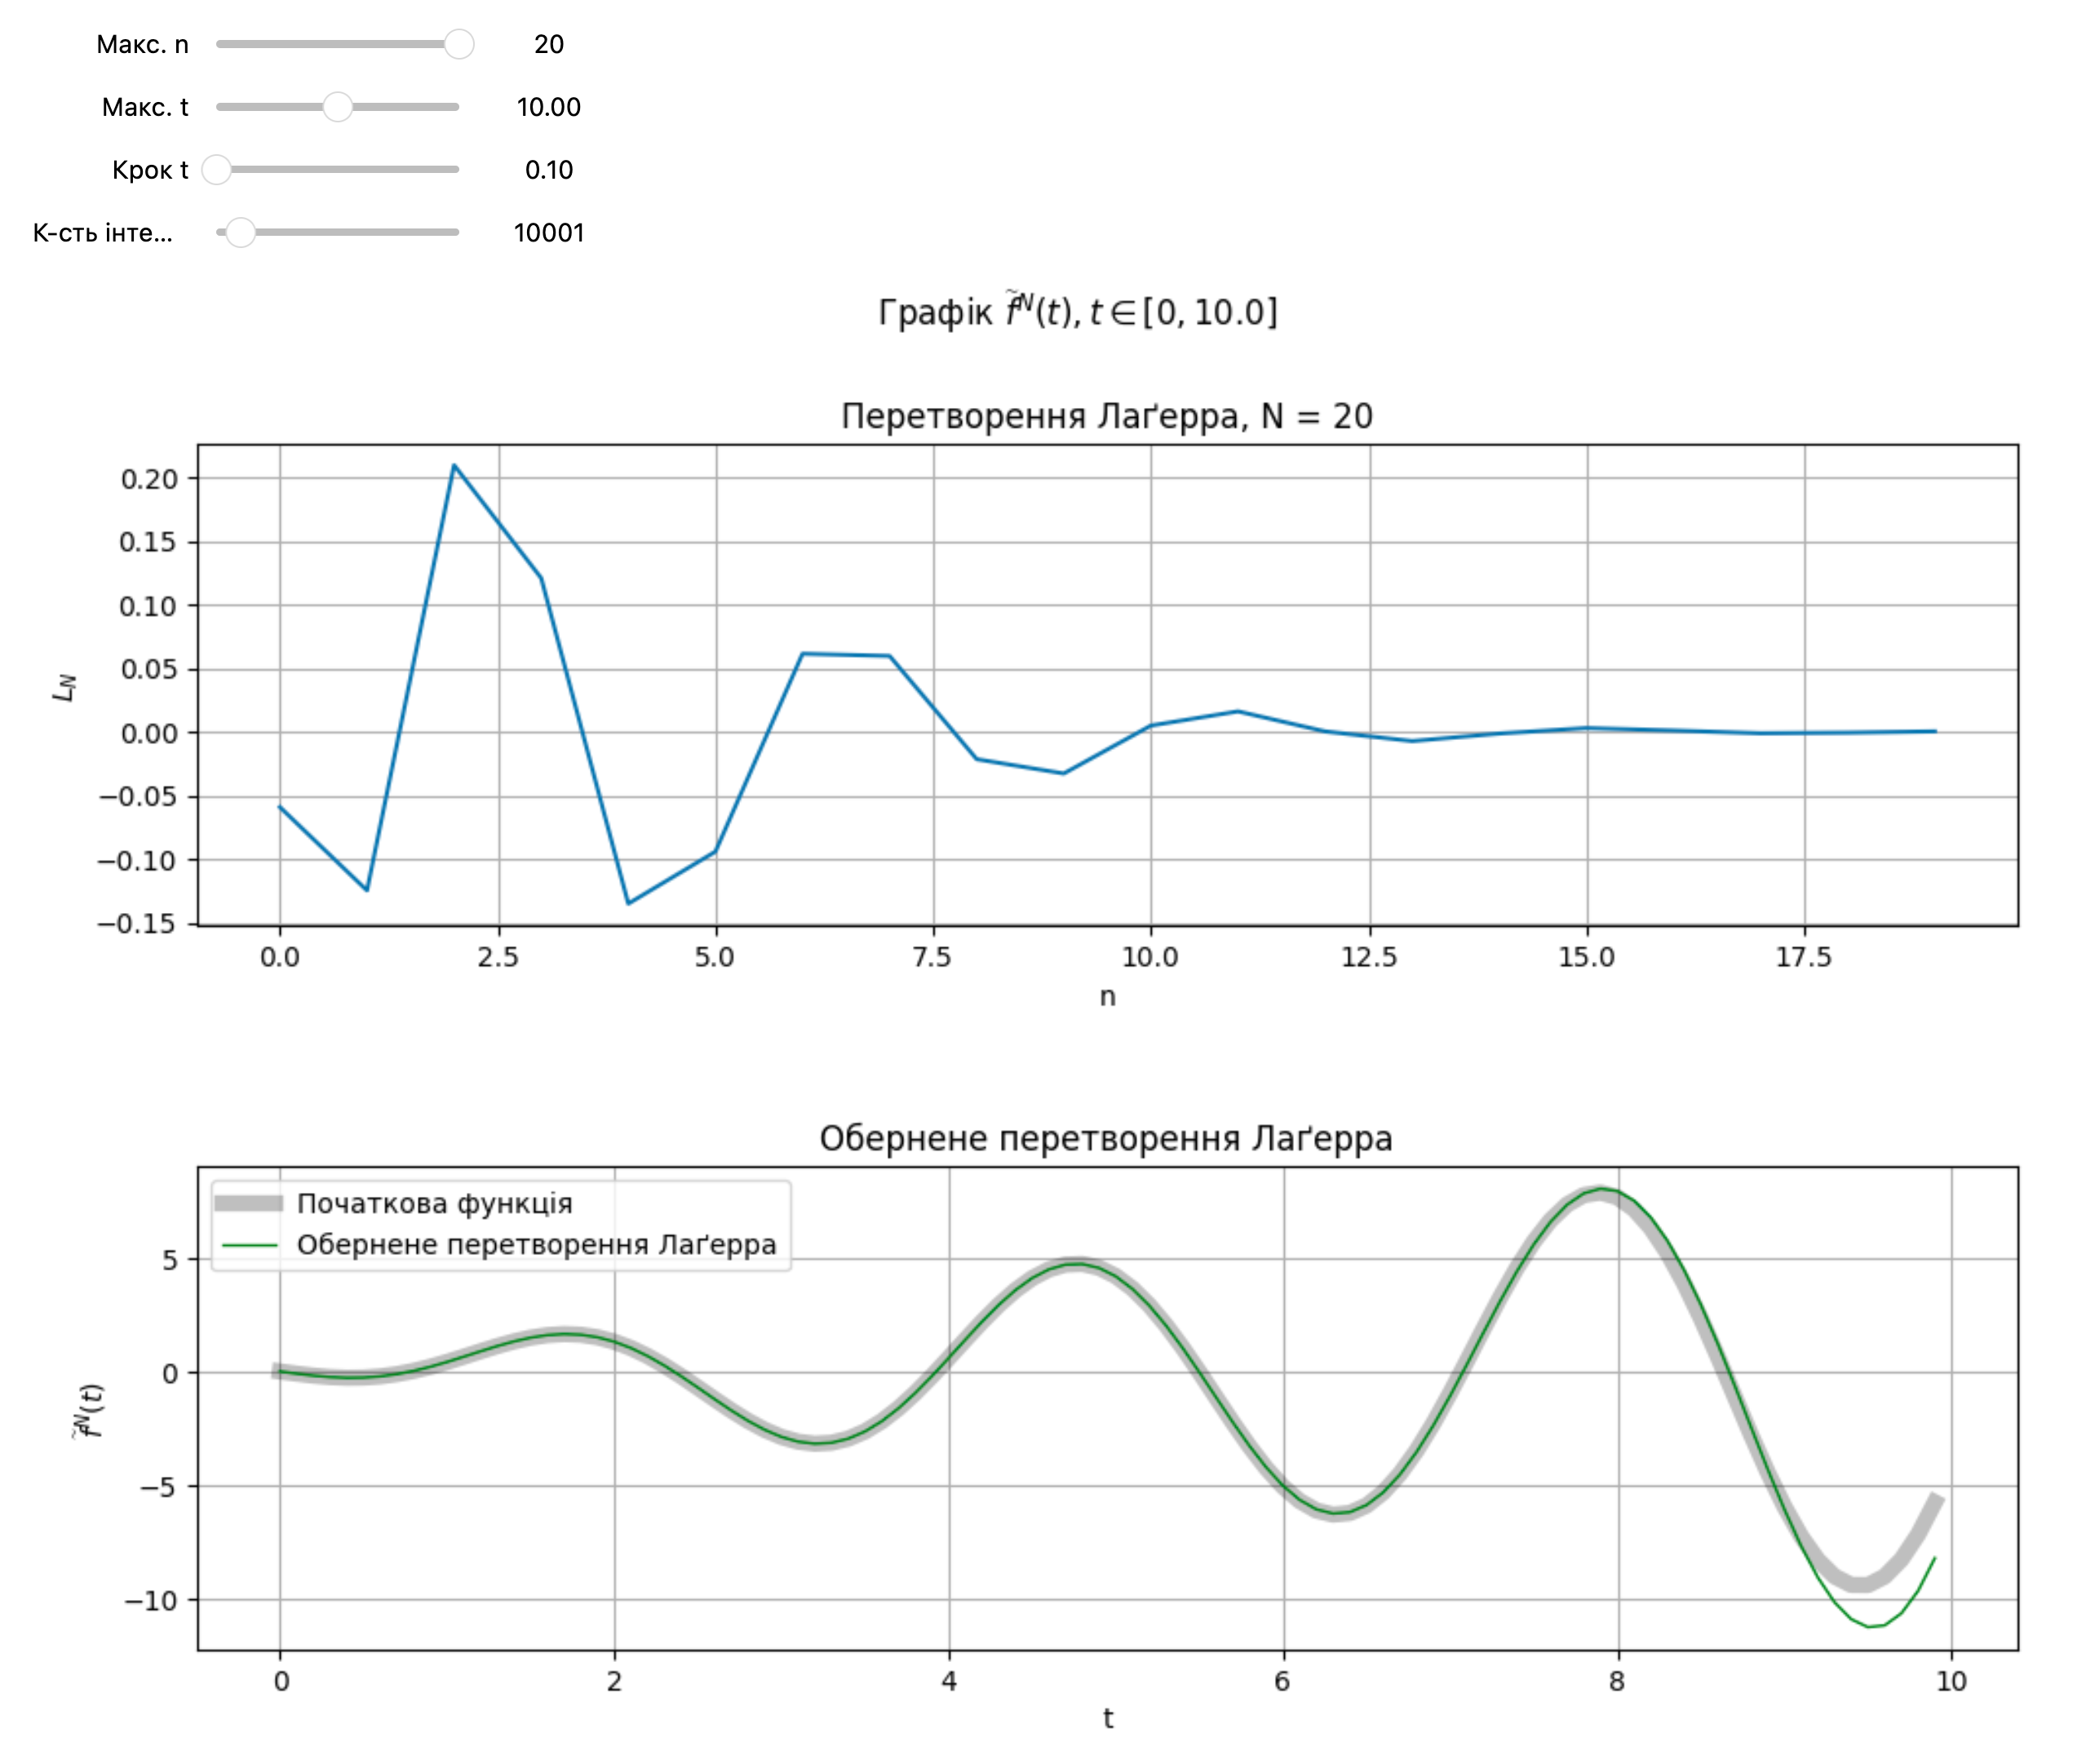 Макс. n 20
Макс. t 10.00
Крок t 0.10
К-сть інте... 10001
Графік f̃ᴺ(t), t ∈ [0, 10.0]
Перетворення Лаґерра, N = 20
0.20
0.15
0.10
0.05
0.00
−0.05
−0.10
−0.15
L_N
0.0 2.5 5.0 7.5 10.0 12.5 15.0 17.5
n
Обернене перетворення Лаґерра
Початкова функція
Обернене перетворення Лаґерра
5
0
−5
−10
f̃ᴺ(t)
0 2 4 6 8 10
t